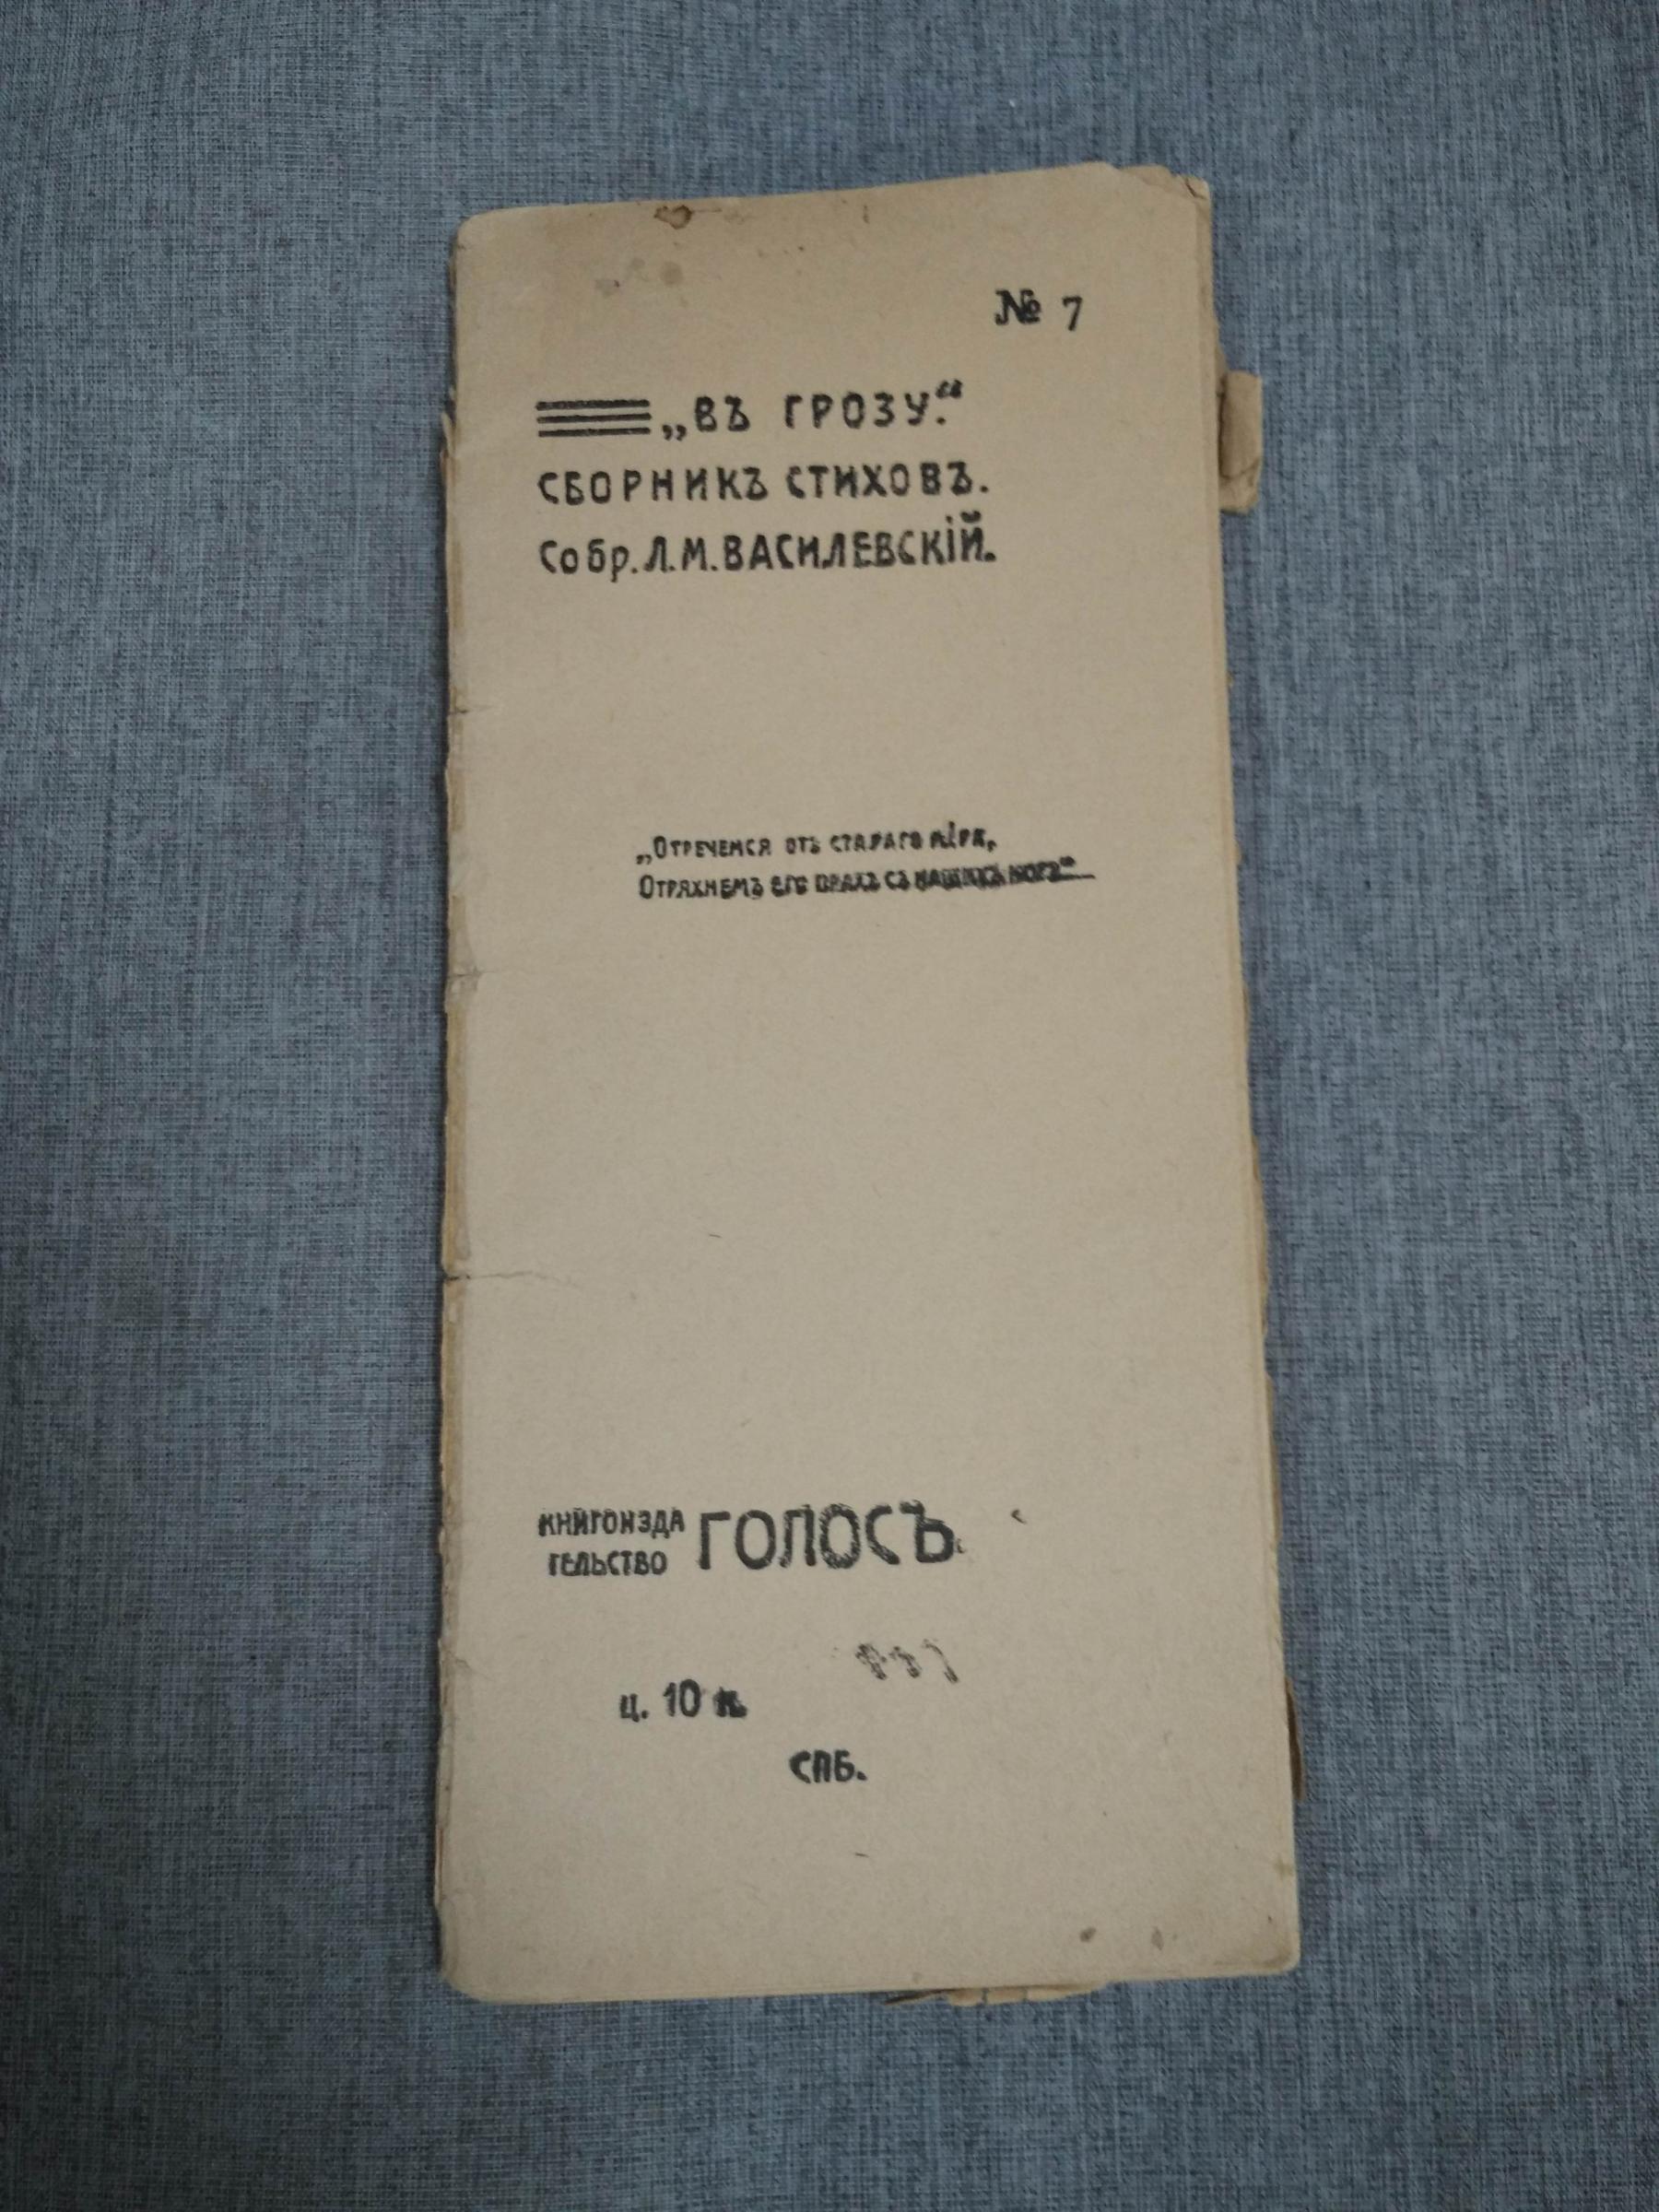 № 7
„ВЪ ГРОЗУ.“
СБОРНИКЪ СТИХОВЪ.
Собр. Л. М. ВАСИЛЕВСКІЙ.
„Отречемся отъ стараго міра,
Отряхнемъ его прахъ съ нашихъ ногъ“
КНИГОИЗДА
ТЕЛЬСТВО ГОЛОСЪ
ц. 10 к.
СПБ.